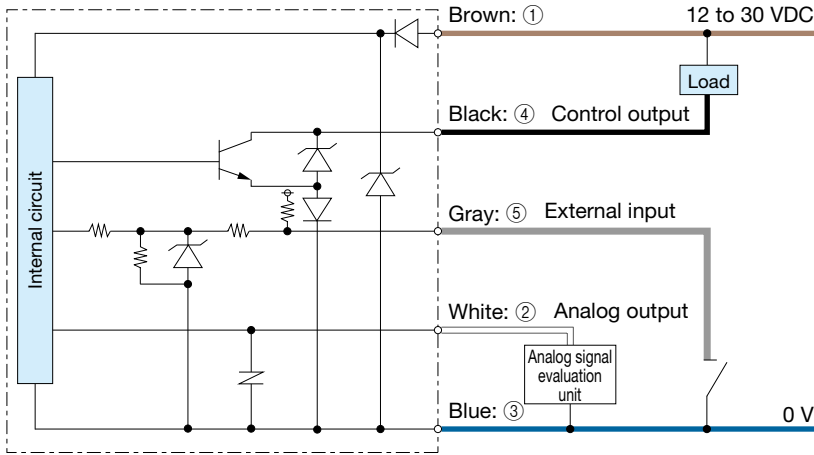 Brown: ① 12 to 30 VDC
Load
Black: ④ Control output
Internal circuit
Gray: ⑤ External input
White: ② Analog output
Analog signal
evaluation
unit
Blue: ③ 0 V